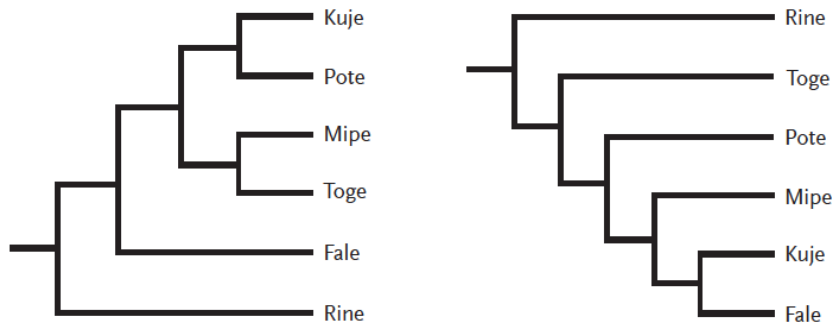 Kuje
Pote
Mipe
Toge
Fale
Rine
Rine
Toge
Pote
Mipe
Kuje
Fale